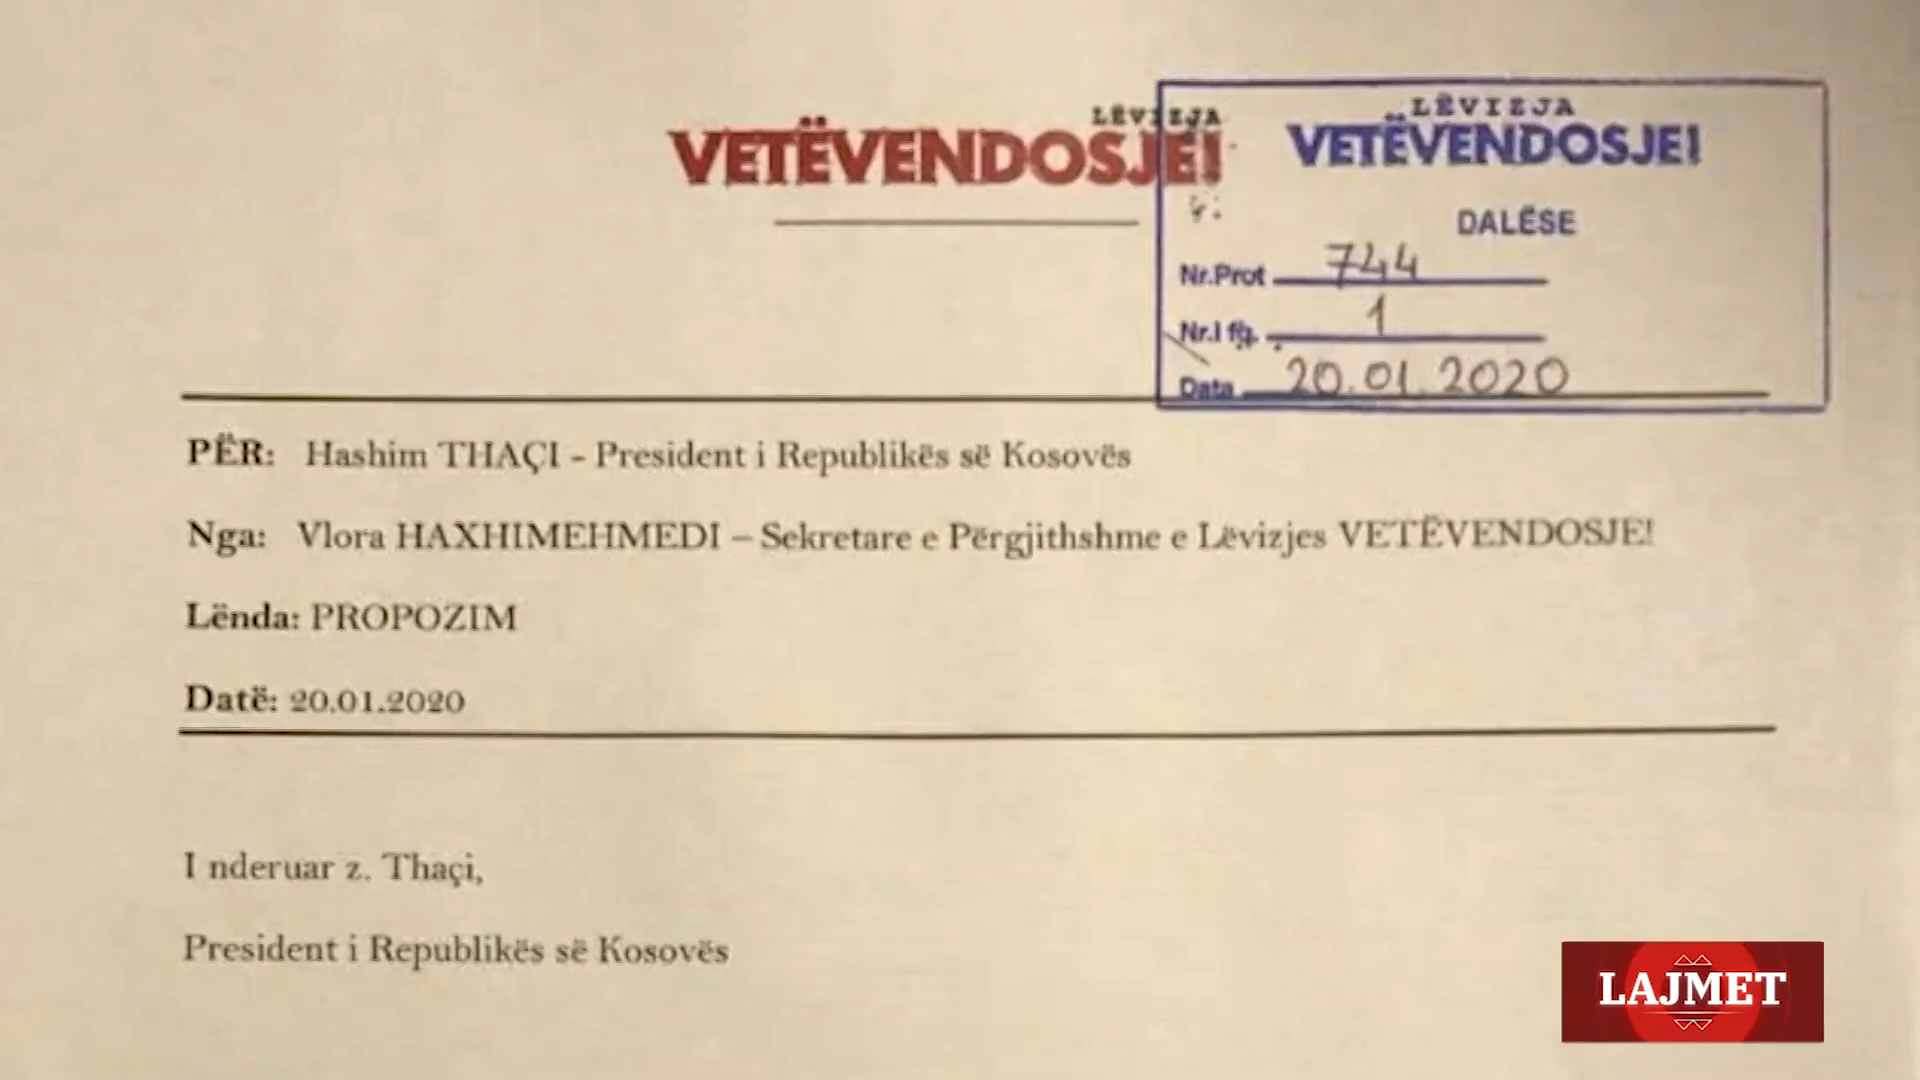 LËVIZJA
VETËVENDOSJE!
LËVIZJA
VETËVENDOSJE!
DALËSE
Nr.Prot 744
Nr.I fq. 1
Data 20.01.2020
PËR: Hashim THAÇI - President i Republikës së Kosovës
Nga: Vlora HAXHIMEHMEDI – Sekretare e Përgjithshme e Lëvizjes VETËVENDOSJE!
Lënda: PROPOZIM
Datë: 20.01.2020
I nderuar z. Thaçi,
President i Republikës së Kosovës
LAJMET